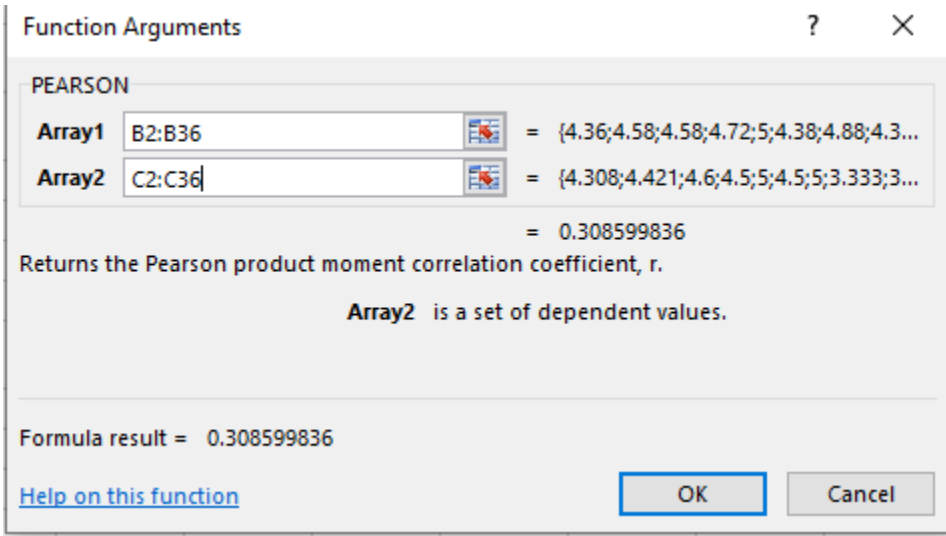 Function Arguments ? ×
PEARSON
Array1 B2:B36 = {4.36;4.58;4.58;4.72;5;4.38;4.88;4.3...
Array2 C2:C36 = {4.308;4.421;4.6;4.5;5;4.5;5;3.333;3...
= 0.308599836
Returns the Pearson product moment correlation coefficient, r.
Array2 is a set of dependent values.
Formula result = 0.308599836
Help on this function OK Cancel